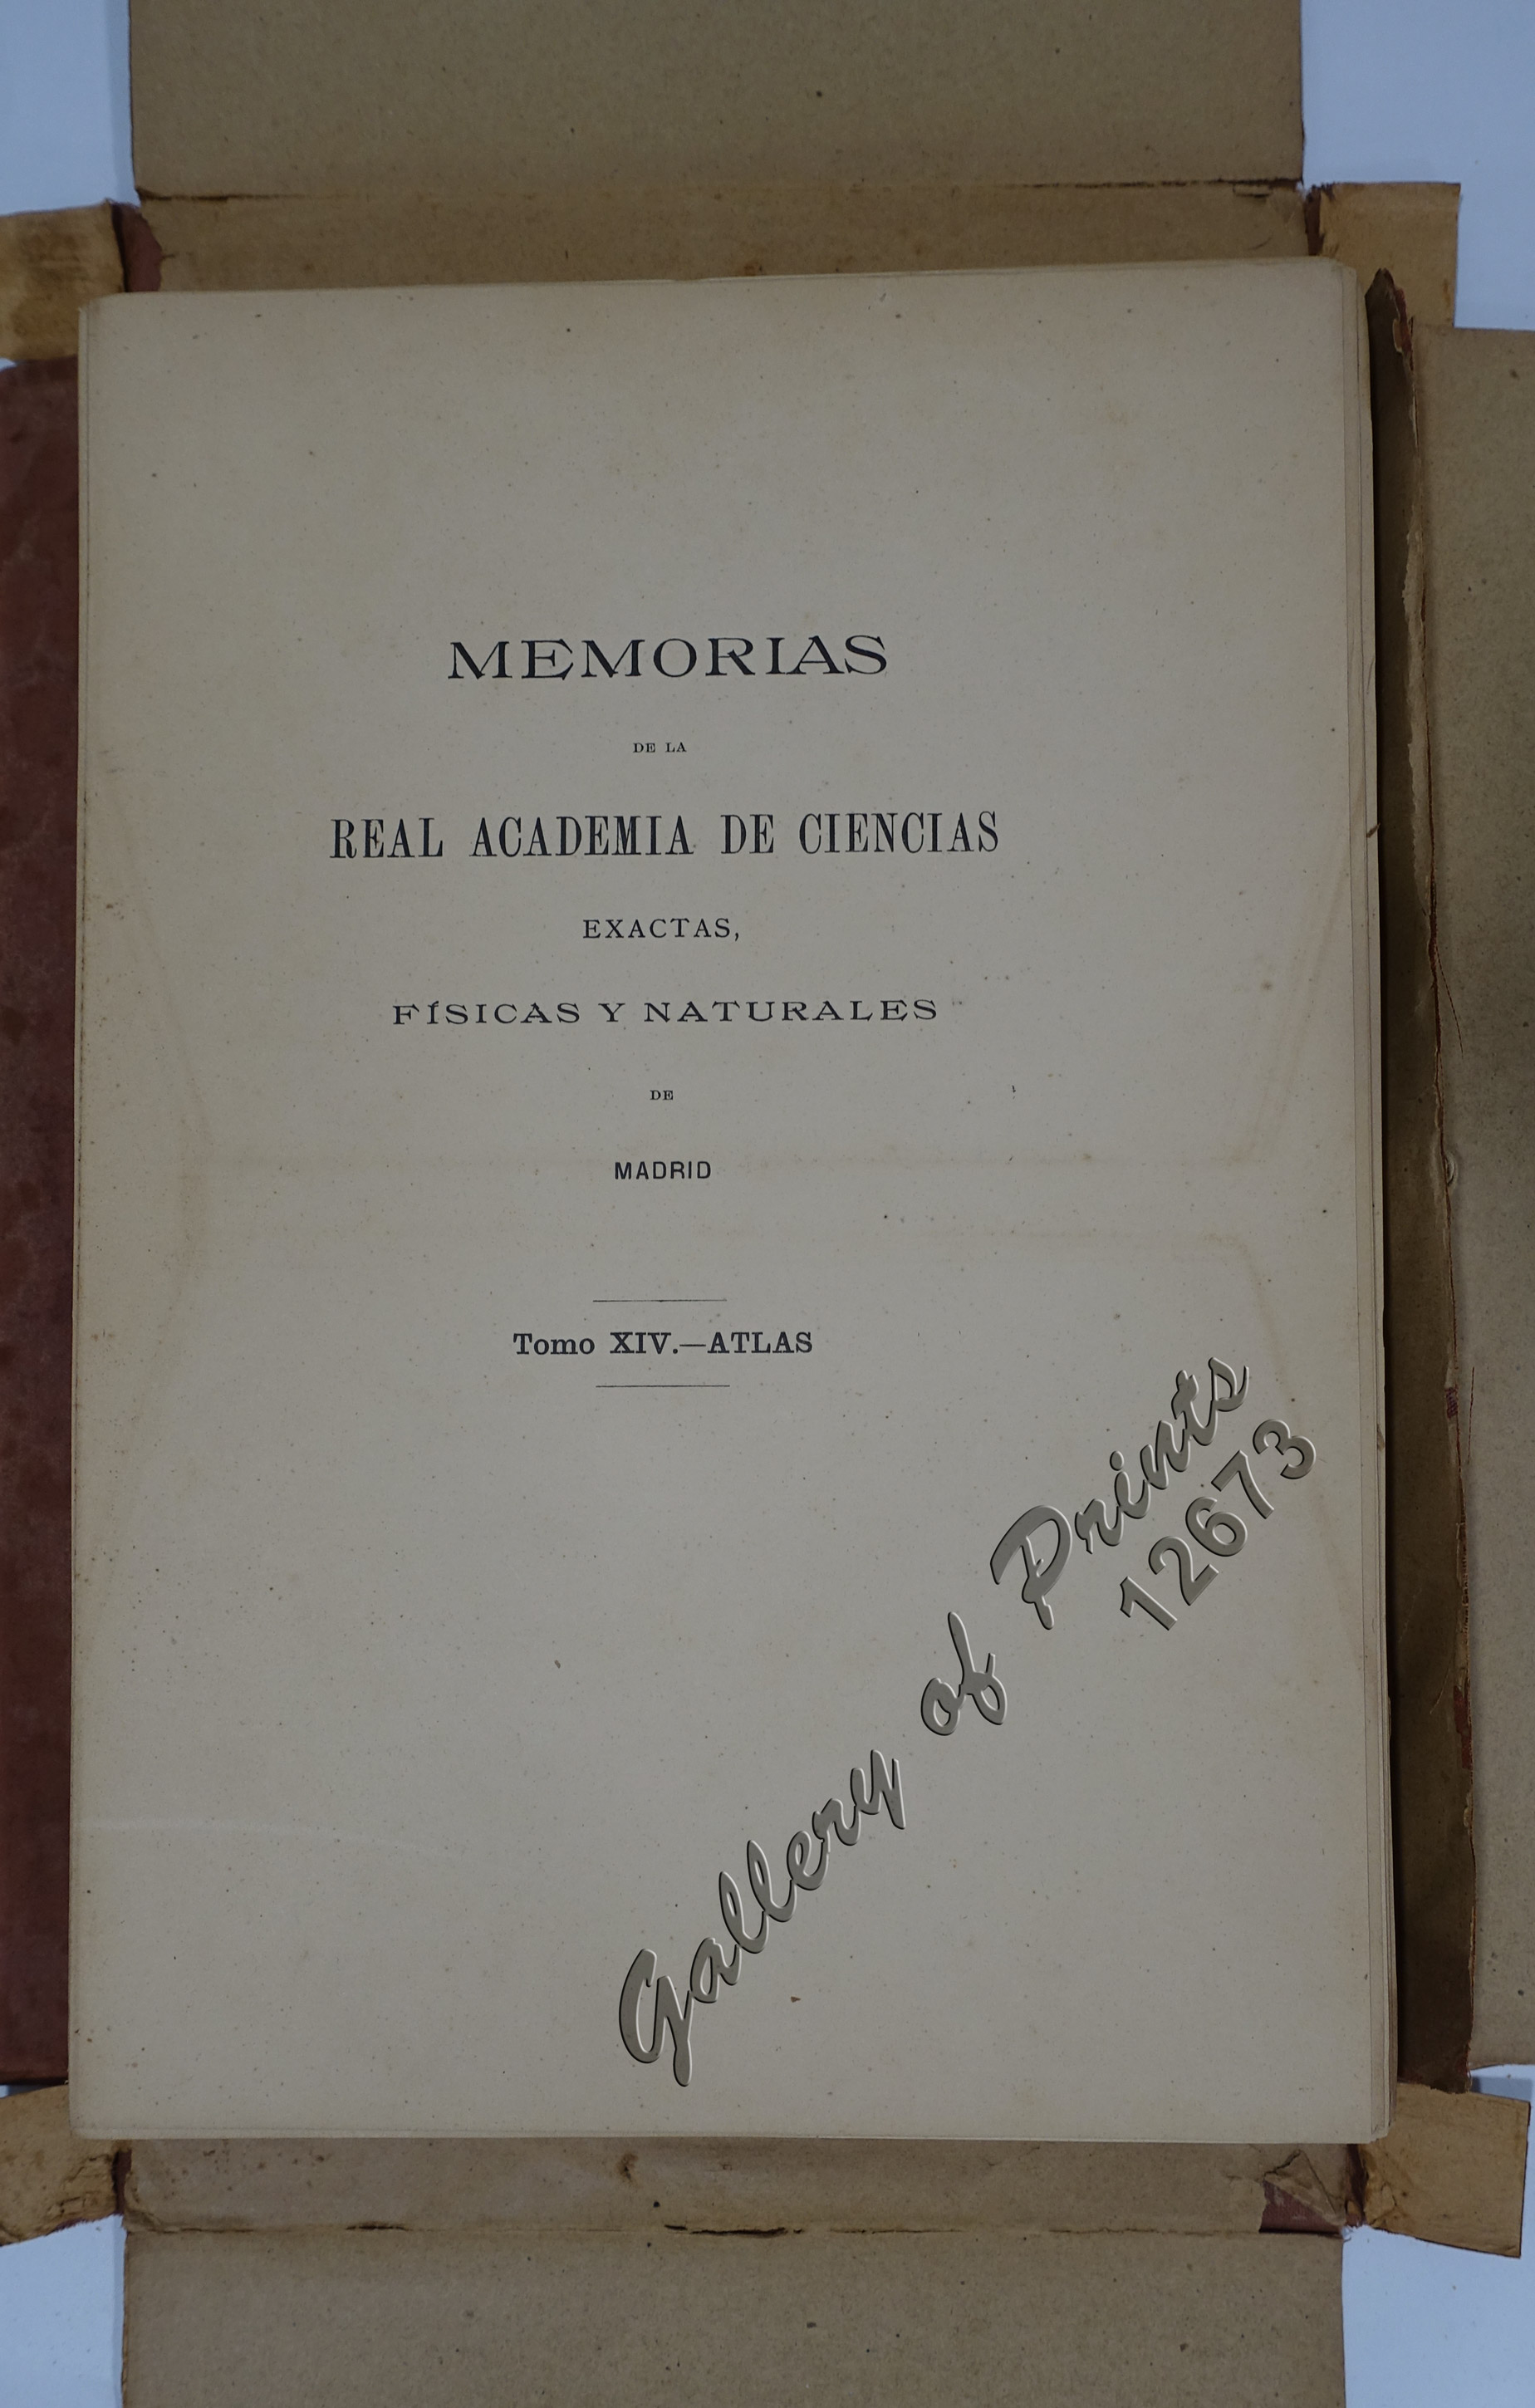 MEMORIAS
DE LA
REAL ACADEMIA DE CIENCIAS
EXACTAS,
FÍSICAS Y NATURALES
DE
MADRID
Tomo XIV.—ATLAS
Gallery of Prints
12673